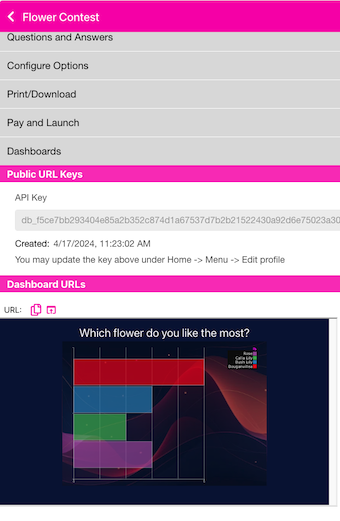 Flower Contest
Questions and Answers
Configure Options
Print/Download
Pay and Launch
Dashboards
Public URL Keys
API Key
db_f5ce7bb293404e85a2b352c874d1a67537d7b2b21522430a92d6e75023a30
Created: 4/17/2024, 11:23:02 AM
You may update the key above under Home -> Menu -> Edit profile
Dashboard URLs
URL:
Which flower do you like the most?
Rose
Calla lily
Bush lily
Bougainvillea